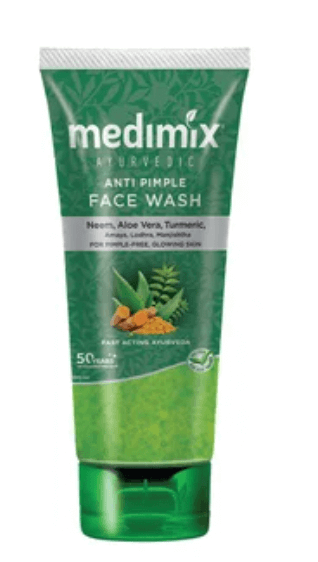 medimix
AYURVEDIC
ANTI PIMPLE
FACE WASH
Neem, Aloe Vera, Turmeric,
Amaya, Lodhra, Manjishtha
FOR PIMPLE-FREE, GLOWING SKIN
FAST ACTING AYURVEDA
50 YEARS